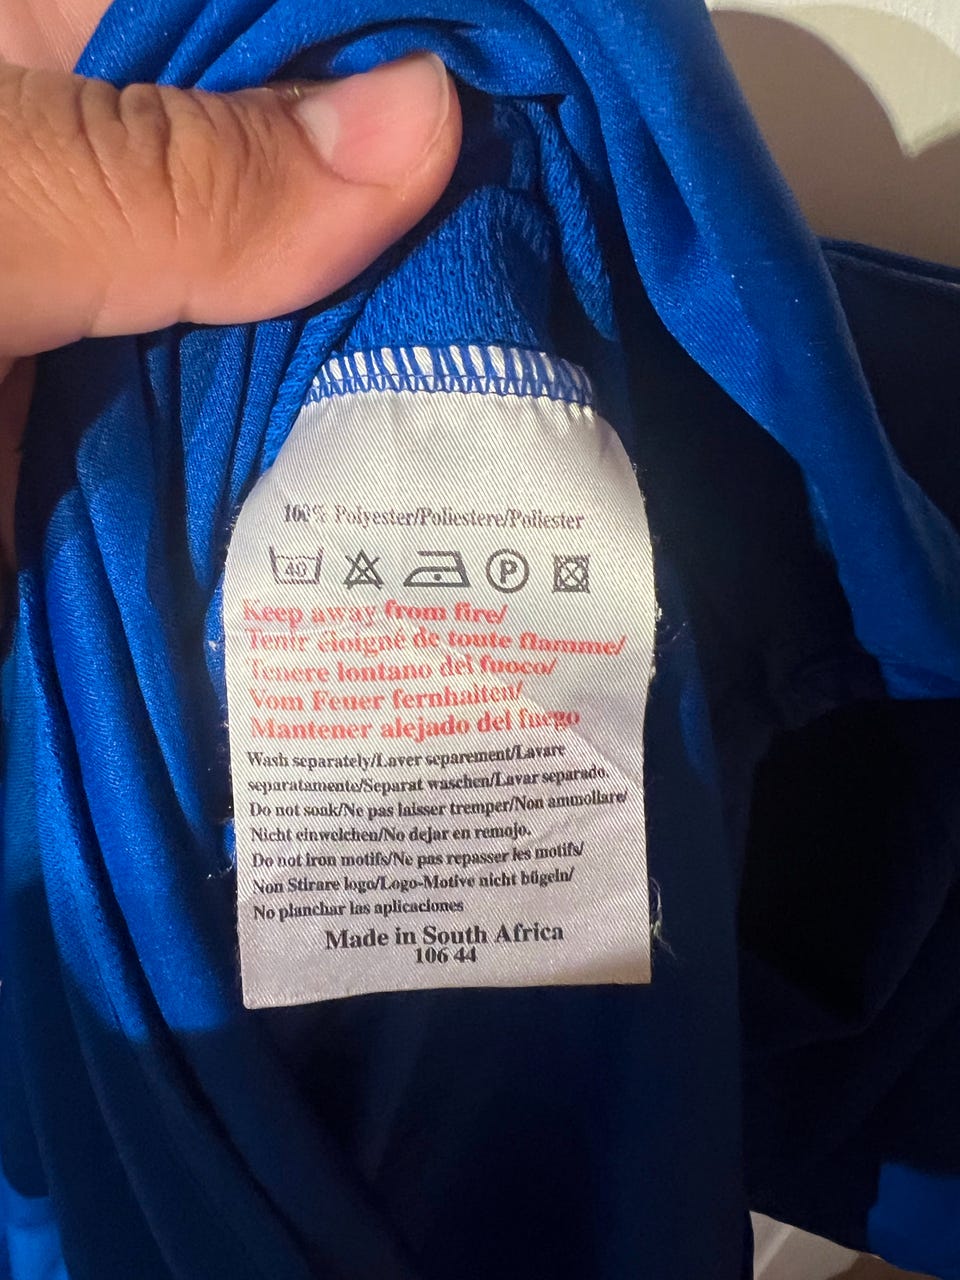 100% Polyester/Poliestere/Poliester
40 P
Keep away from fire/
Tenir éloigné de toute flamme/
Tenere lontano del fuoco/
Vom Feuer fernhalten/
Mantener alejado del fuego
Wash separately/Laver separement/Lavare
separatamente/Separat waschen/Lavar separado.
Do not soak/Ne pas laisser tremper/Non ammollare/
Nicht einweichen/No dejar en remojo.
Do not iron motifs/Ne pas repasser les motifs/
Non Stirare logo/Logo-Motive nicht bügeln/
No planchar las aplicaciones
Made in South Africa
106 44